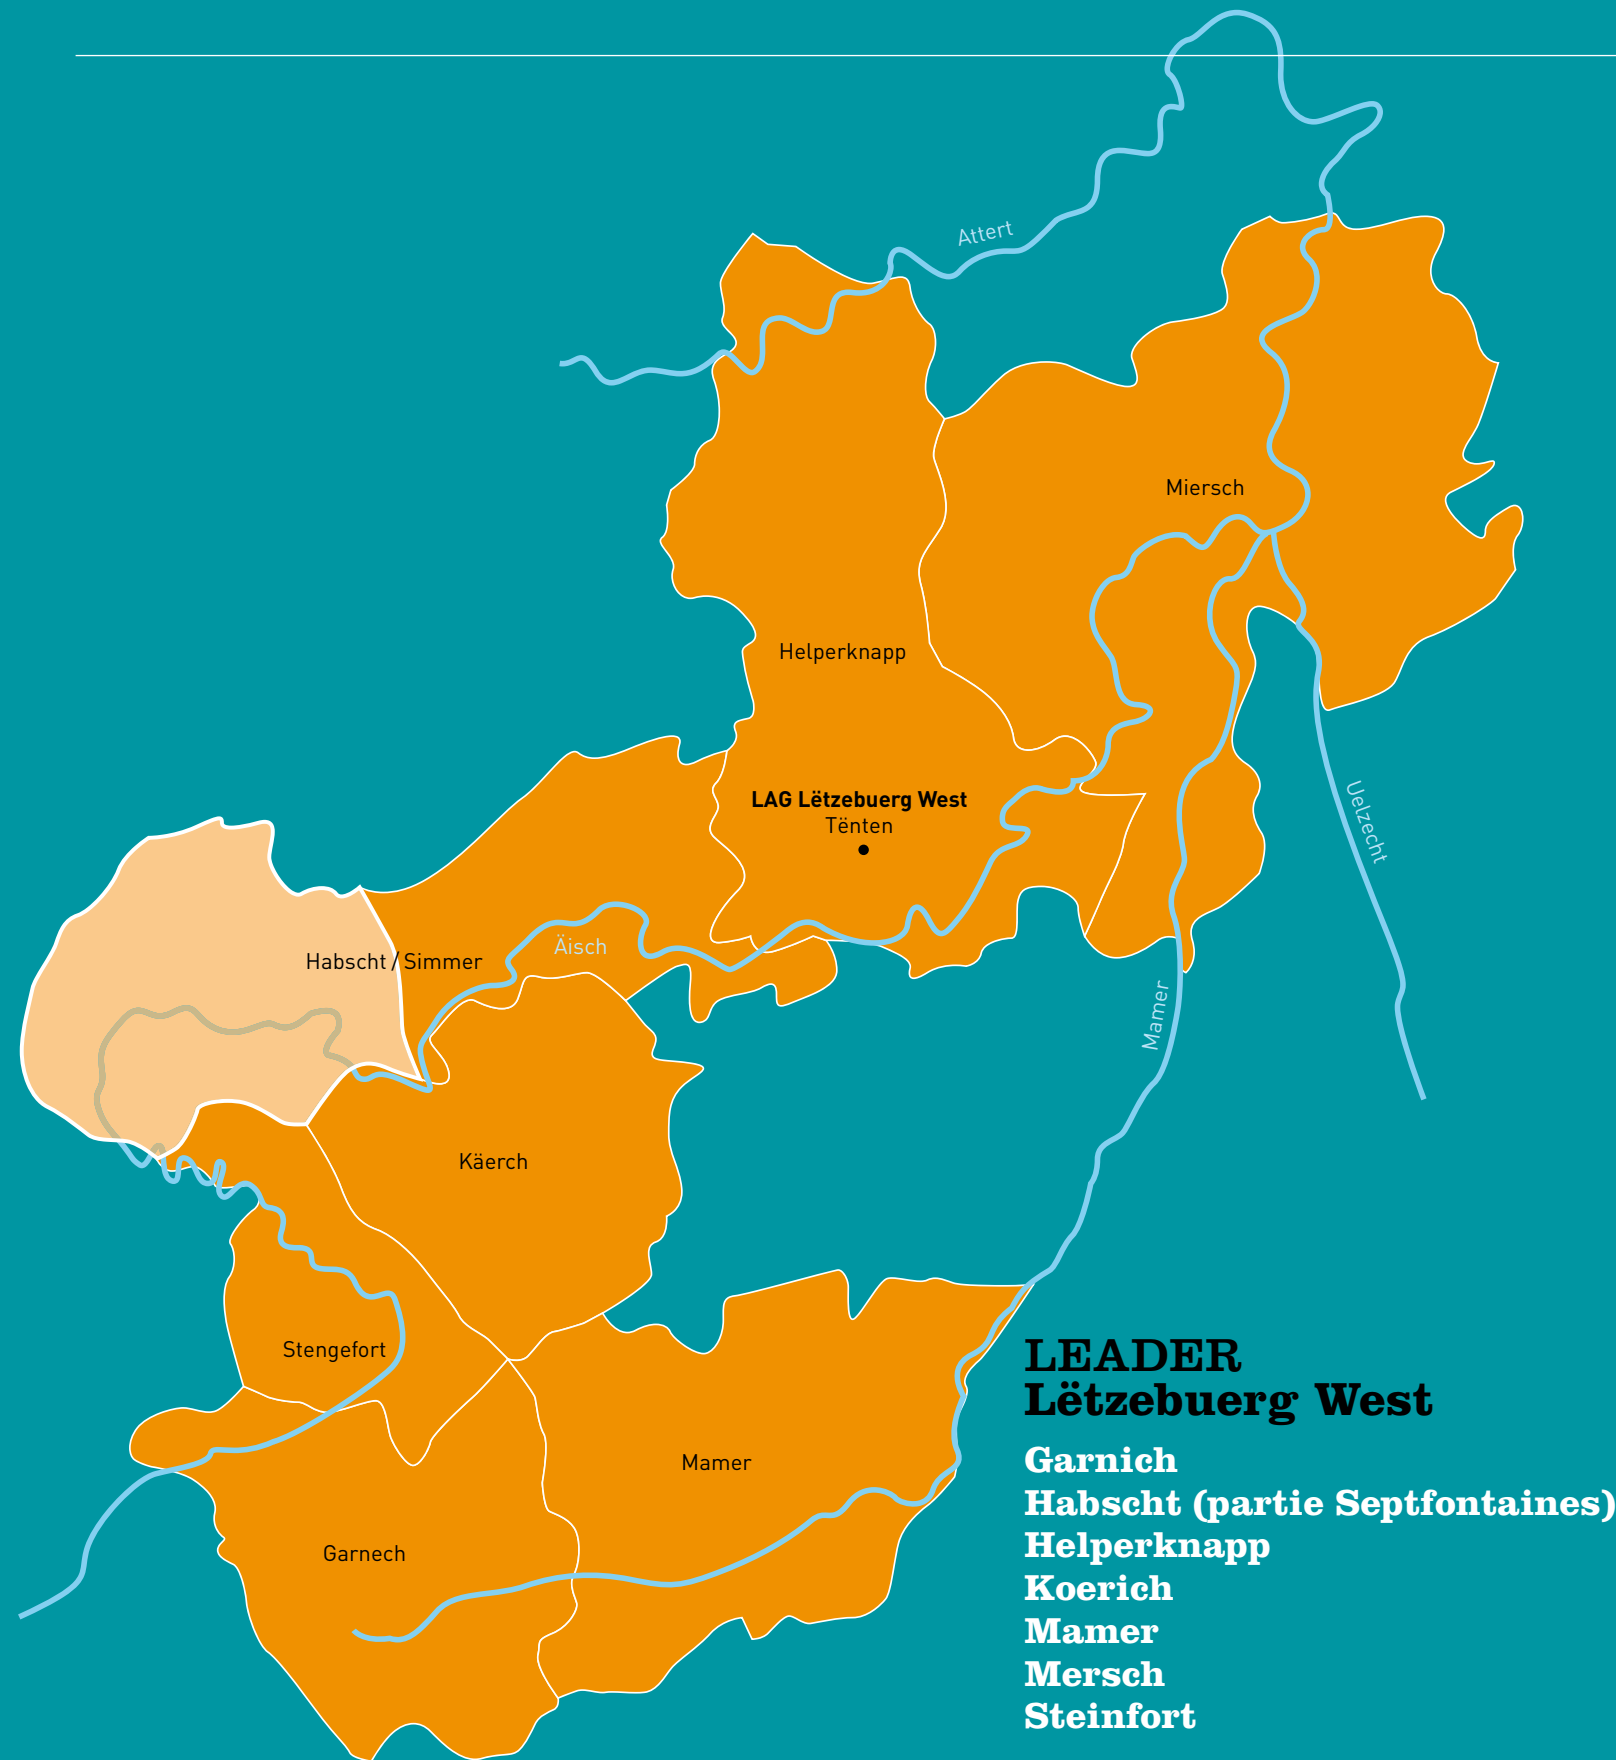 Attert
Miersch
Helperknapp
LAG Lëtzebuerg West
Tënten
Uelzecht
Äisch
Habscht / Simmer
Mamer
Käerch
Stengefort
Mamer
Garnech
LEADER
Lëtzebuerg West
Garnich
Habscht (partie Septfontaines)
Helperknapp
Koerich
Mamer
Mersch
Steinfort